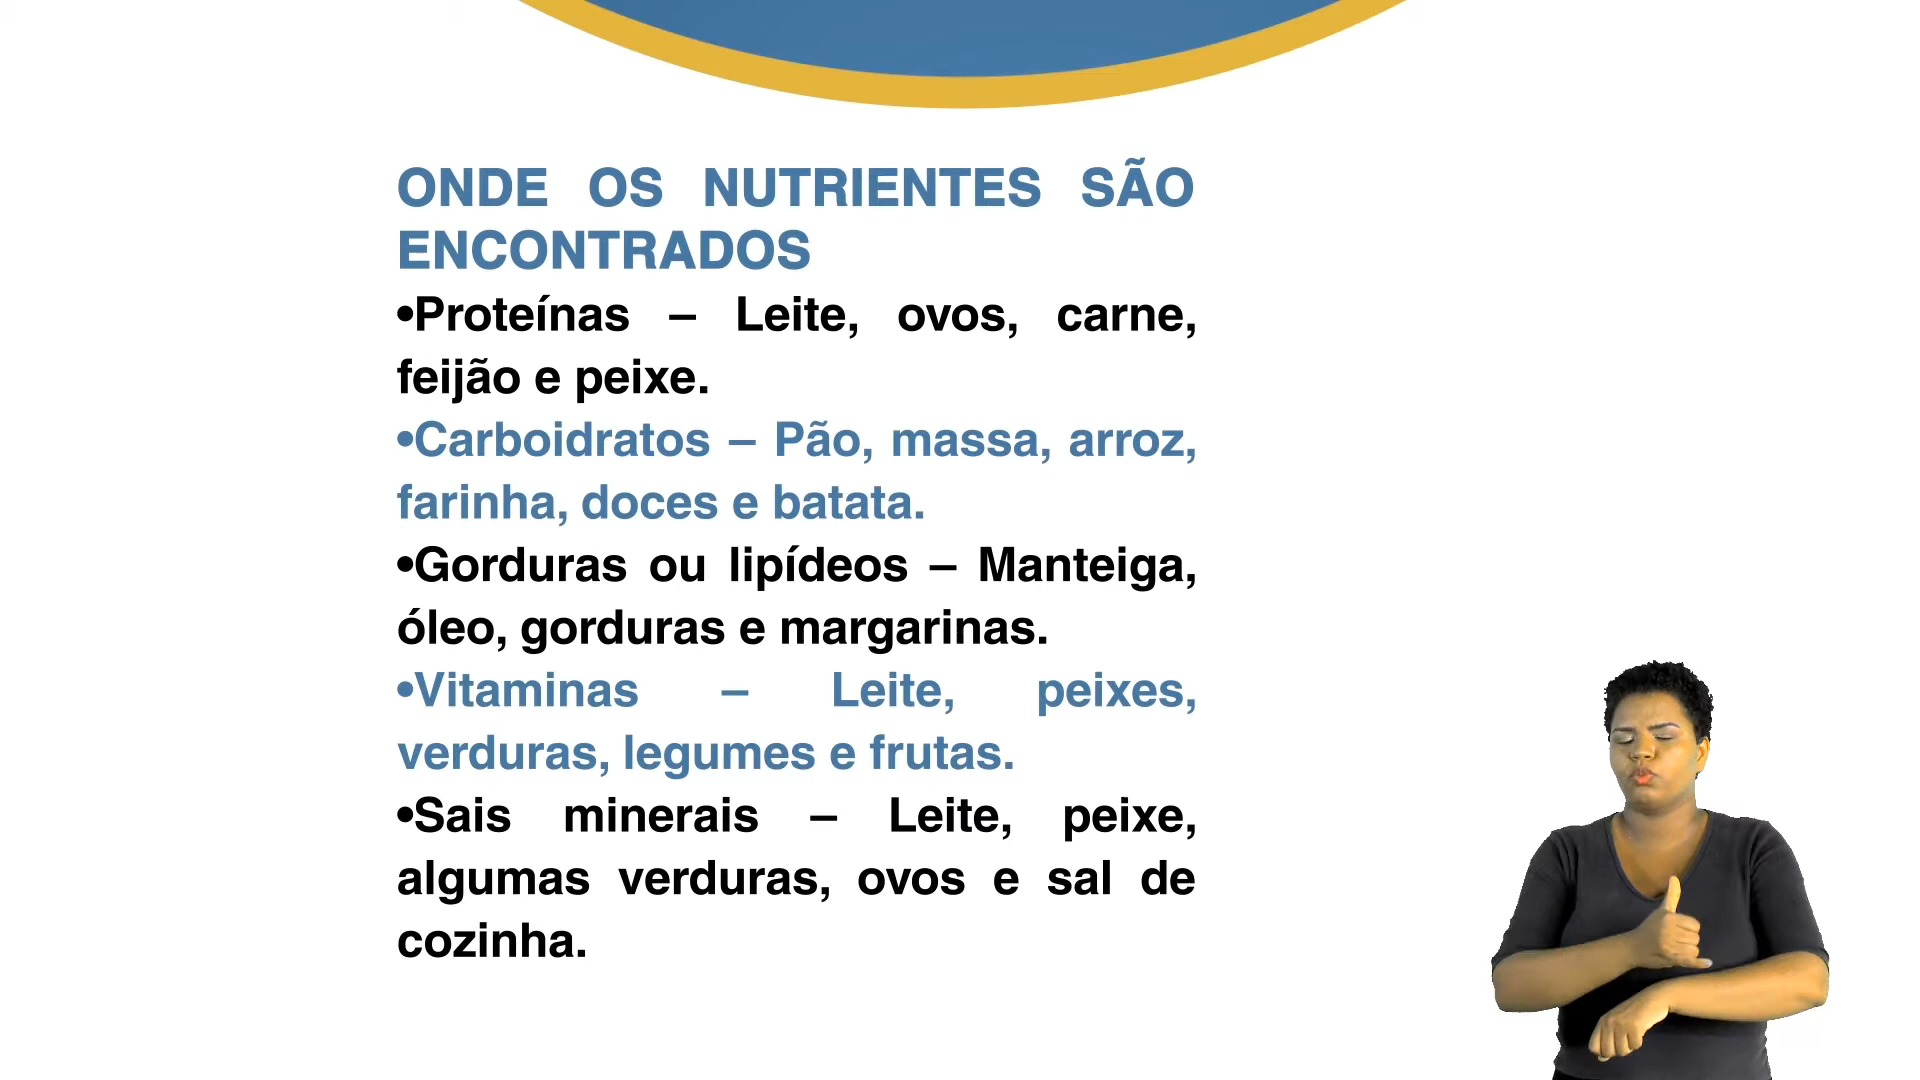 ONDE OS NUTRIENTES SÃO
ENCONTRADOS
•Proteínas – Leite, ovos, carne,
feijão e peixe.
•Carboidratos – Pão, massa, arroz,
farinha, doces e batata.
•Gorduras ou lipídeos – Manteiga,
óleo, gorduras e margarinas.
•Vitaminas – Leite, peixes,
verduras, legumes e frutas.
•Sais minerais – Leite, peixe,
algumas verduras, ovos e sal de
cozinha.